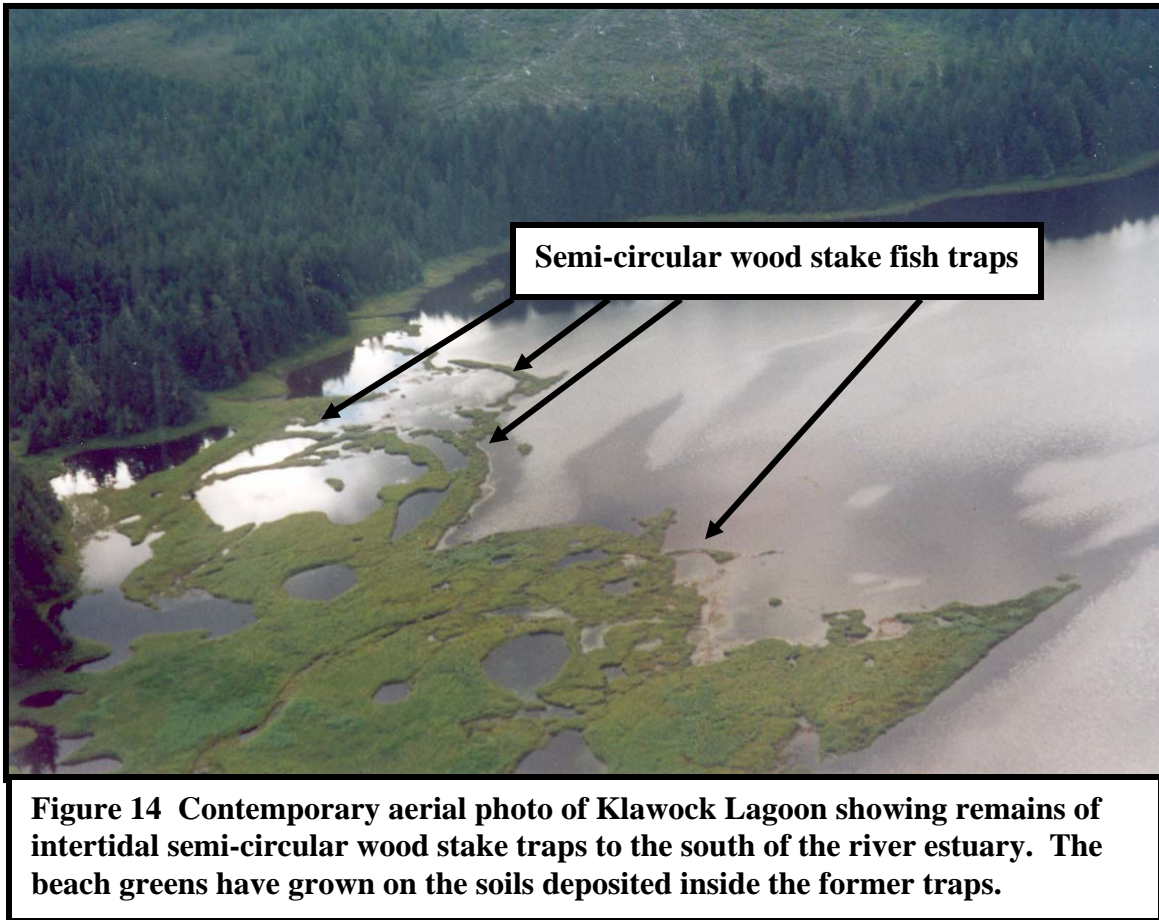 Semi-circular wood stake fish traps
Figure 14 Contemporary aerial photo of Klawock Lagoon showing remains of
intertidal semi-circular wood stake traps to the south of the river estuary. The
beach greens have grown on the soils deposited inside the former traps.